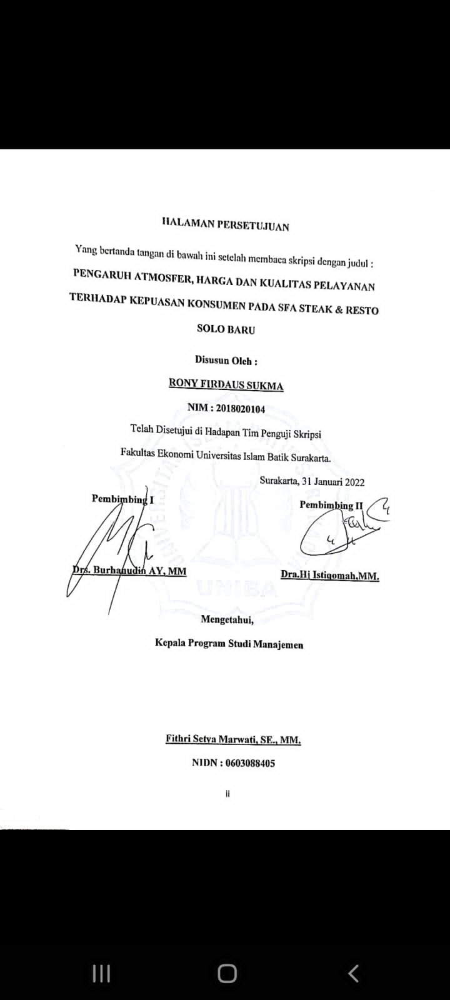 HALAMAN PERSETUJUAN
Yang bertanda tangan di bawah ini setelah membaca skripsi dengan judul :
PENGARUH ATMOSFER, HARGA DAN KUALITAS PELAYANAN
TERHADAP KEPUASAN KONSUMEN PADA SFA STEAK & RESTO
SOLO BARU
Disusun Oleh :
RONY FIRDAUS SUKMA
NIM : 2018020104
Telah Disetujui di Hadapan Tim Penguji Skripsi
Fakultas Ekonomi Universitas Islam Batik Surakarta.
Surakarta, 31 Januari 2022
Pembimbing I
Pembimbing II
Drs. Burhanudin AY, MM
Dra.Hj Istiqomah,MM.
UNIBA
Mengetahui,
Kepala Program Studi Manajemen
Fithri Setya Marwati, SE., MM.
NIDN : 0603088405
ii